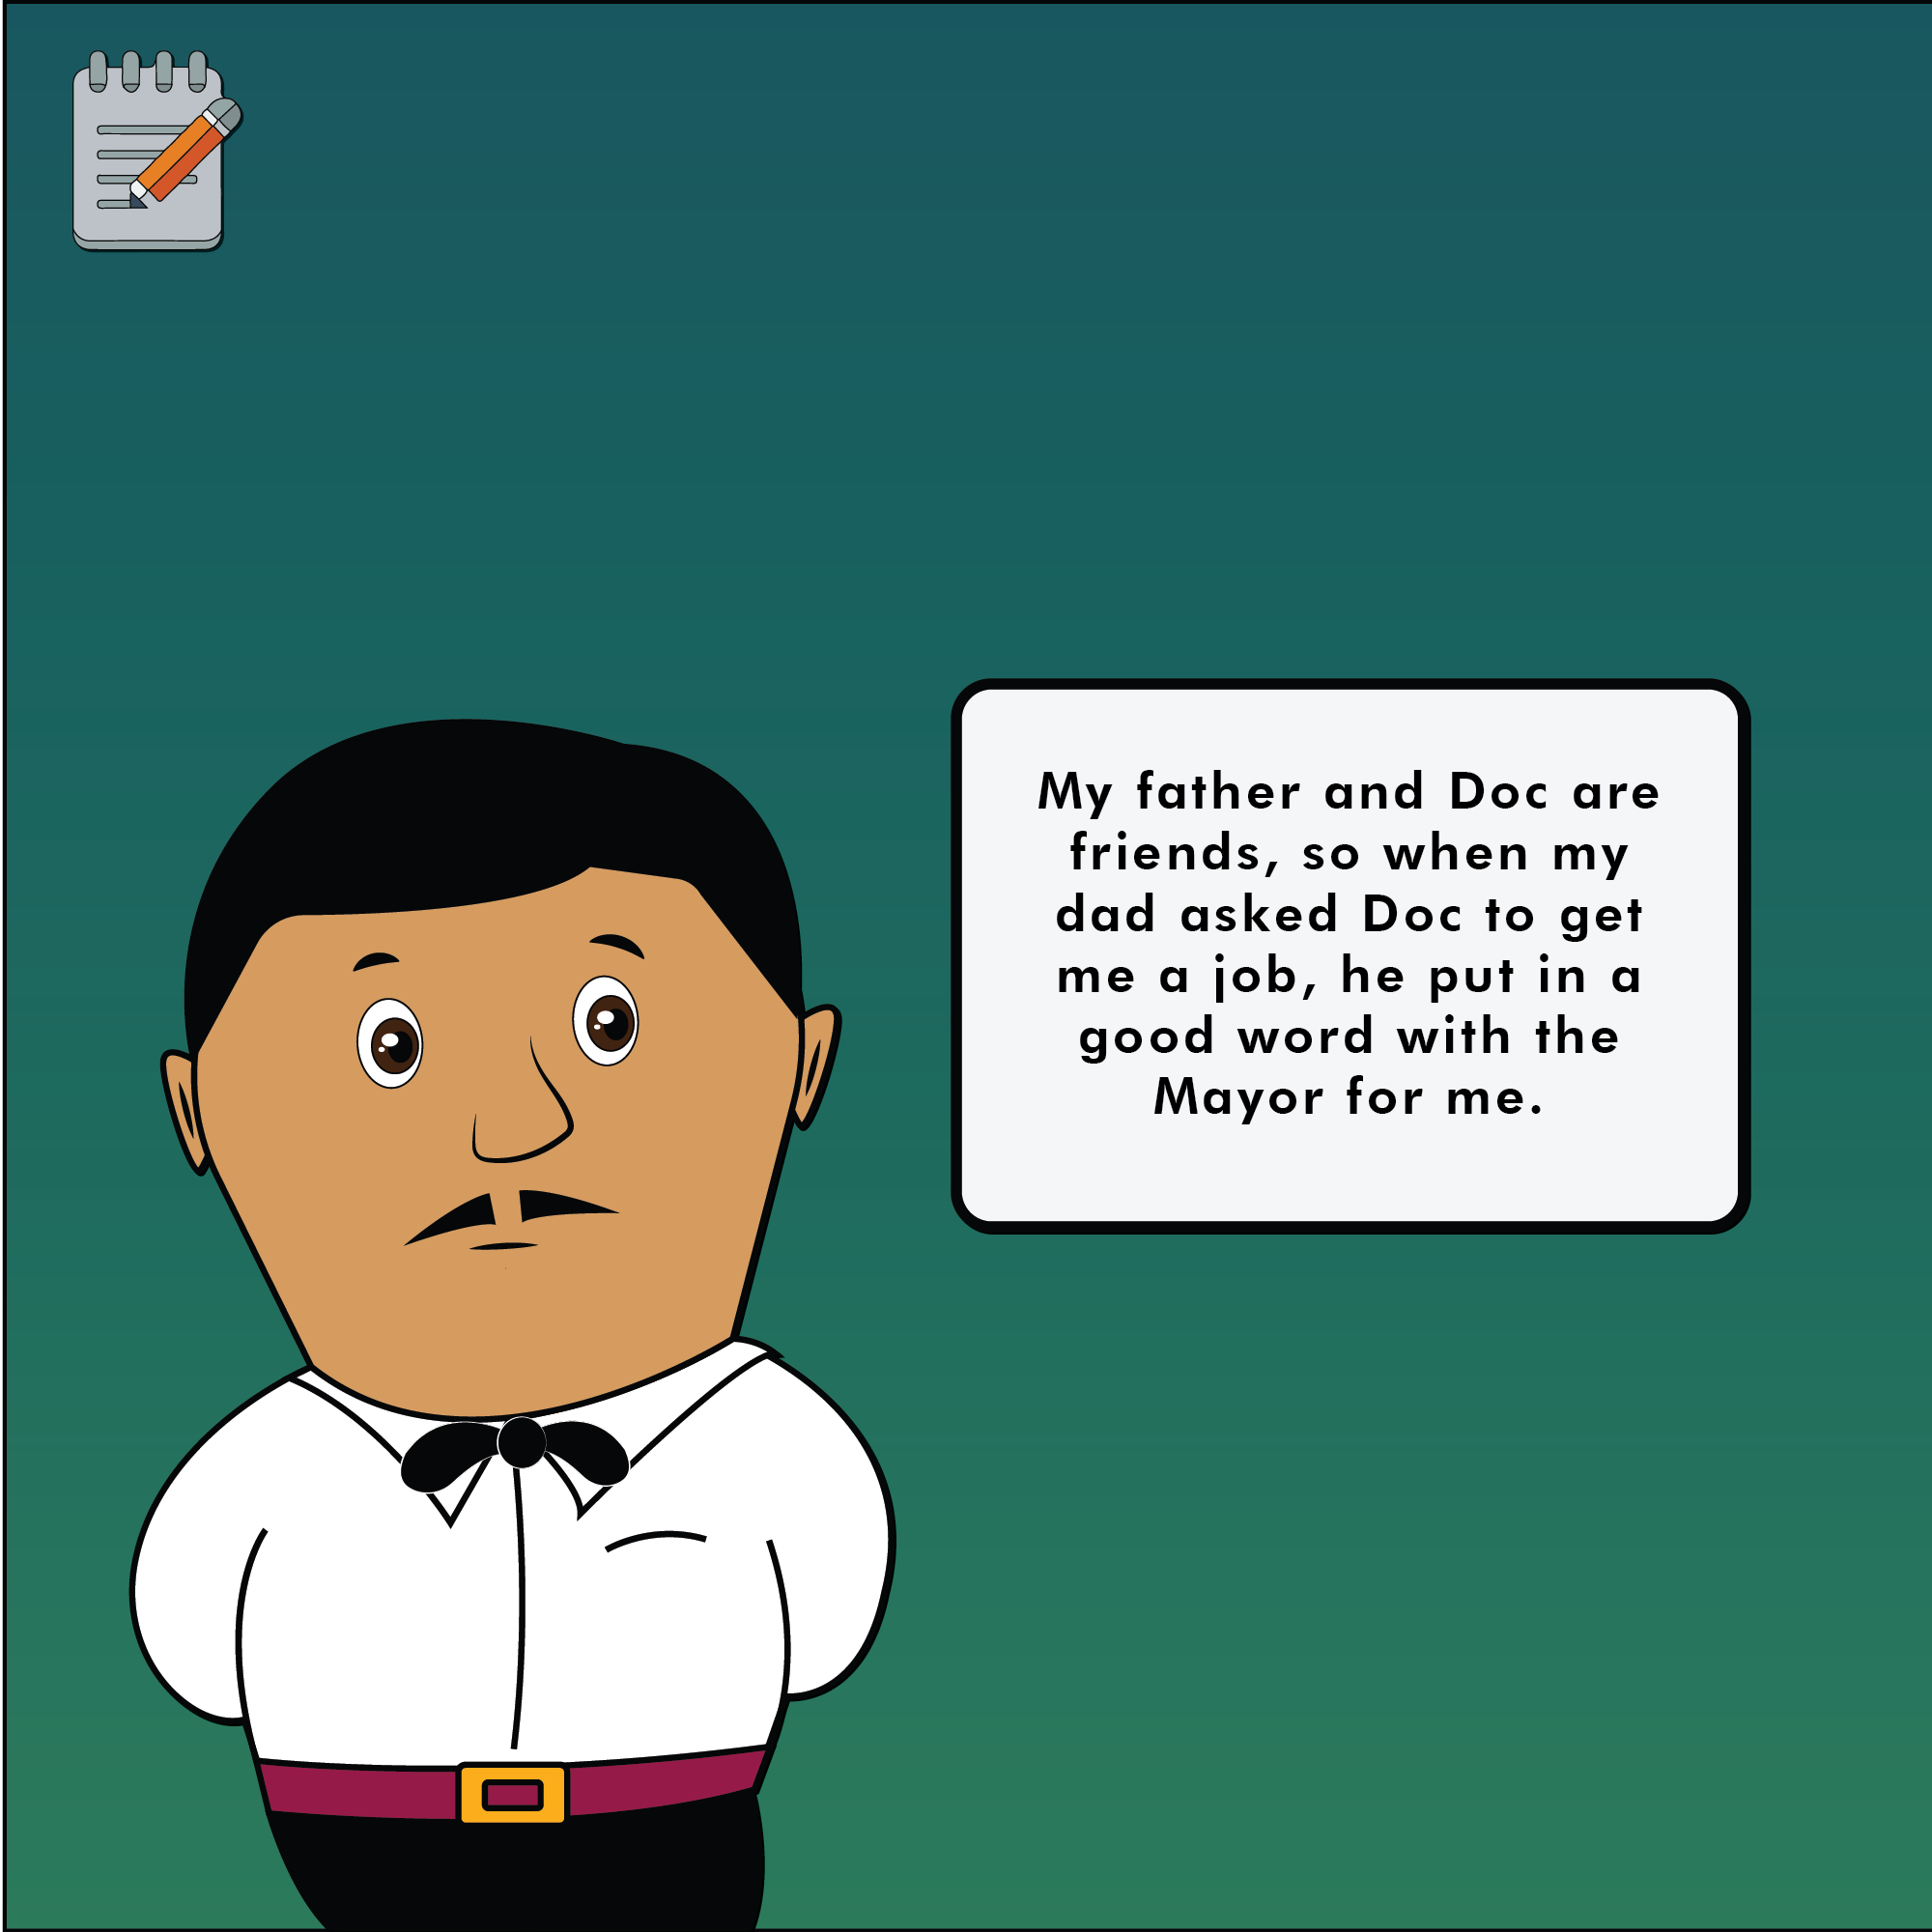 My father and Doc are
friends, so when my
dad asked Doc to get
me a job, he put in a
good word with the
Mayor for me.